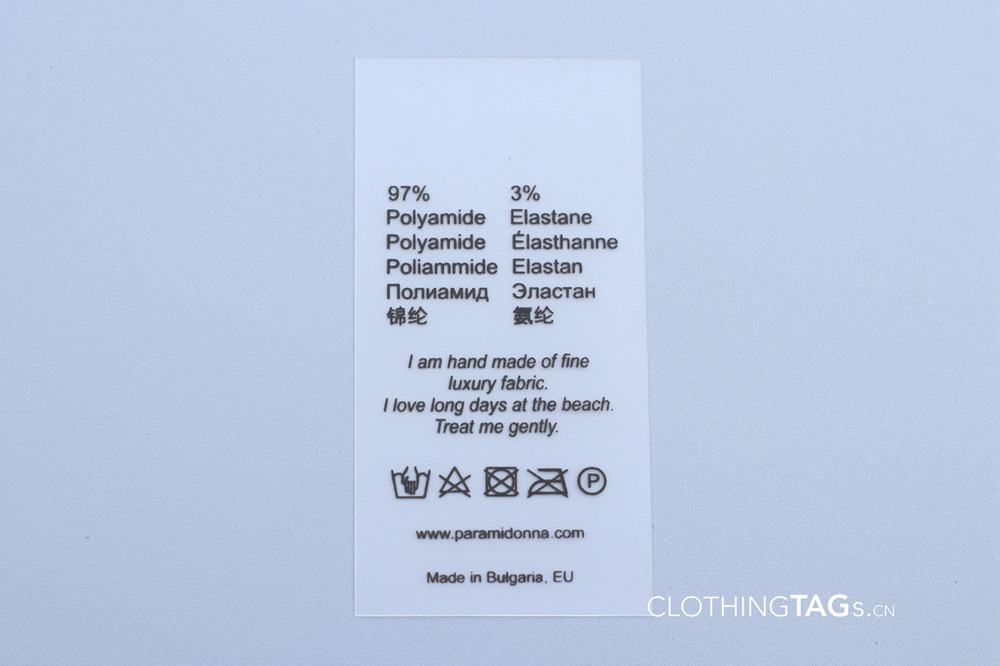 97% 3%
Polyamide Elastane
Polyamide Élasthanne
Poliammide Elastan
Полиамид Эластан
锦纶 氨纶
I am hand made of fine
luxury fabric.
I love long days at the beach.
Treat me gently.
P
www.paramidonna.com
Made in Bulgaria, EU
CLOTHINGTAGS.CN